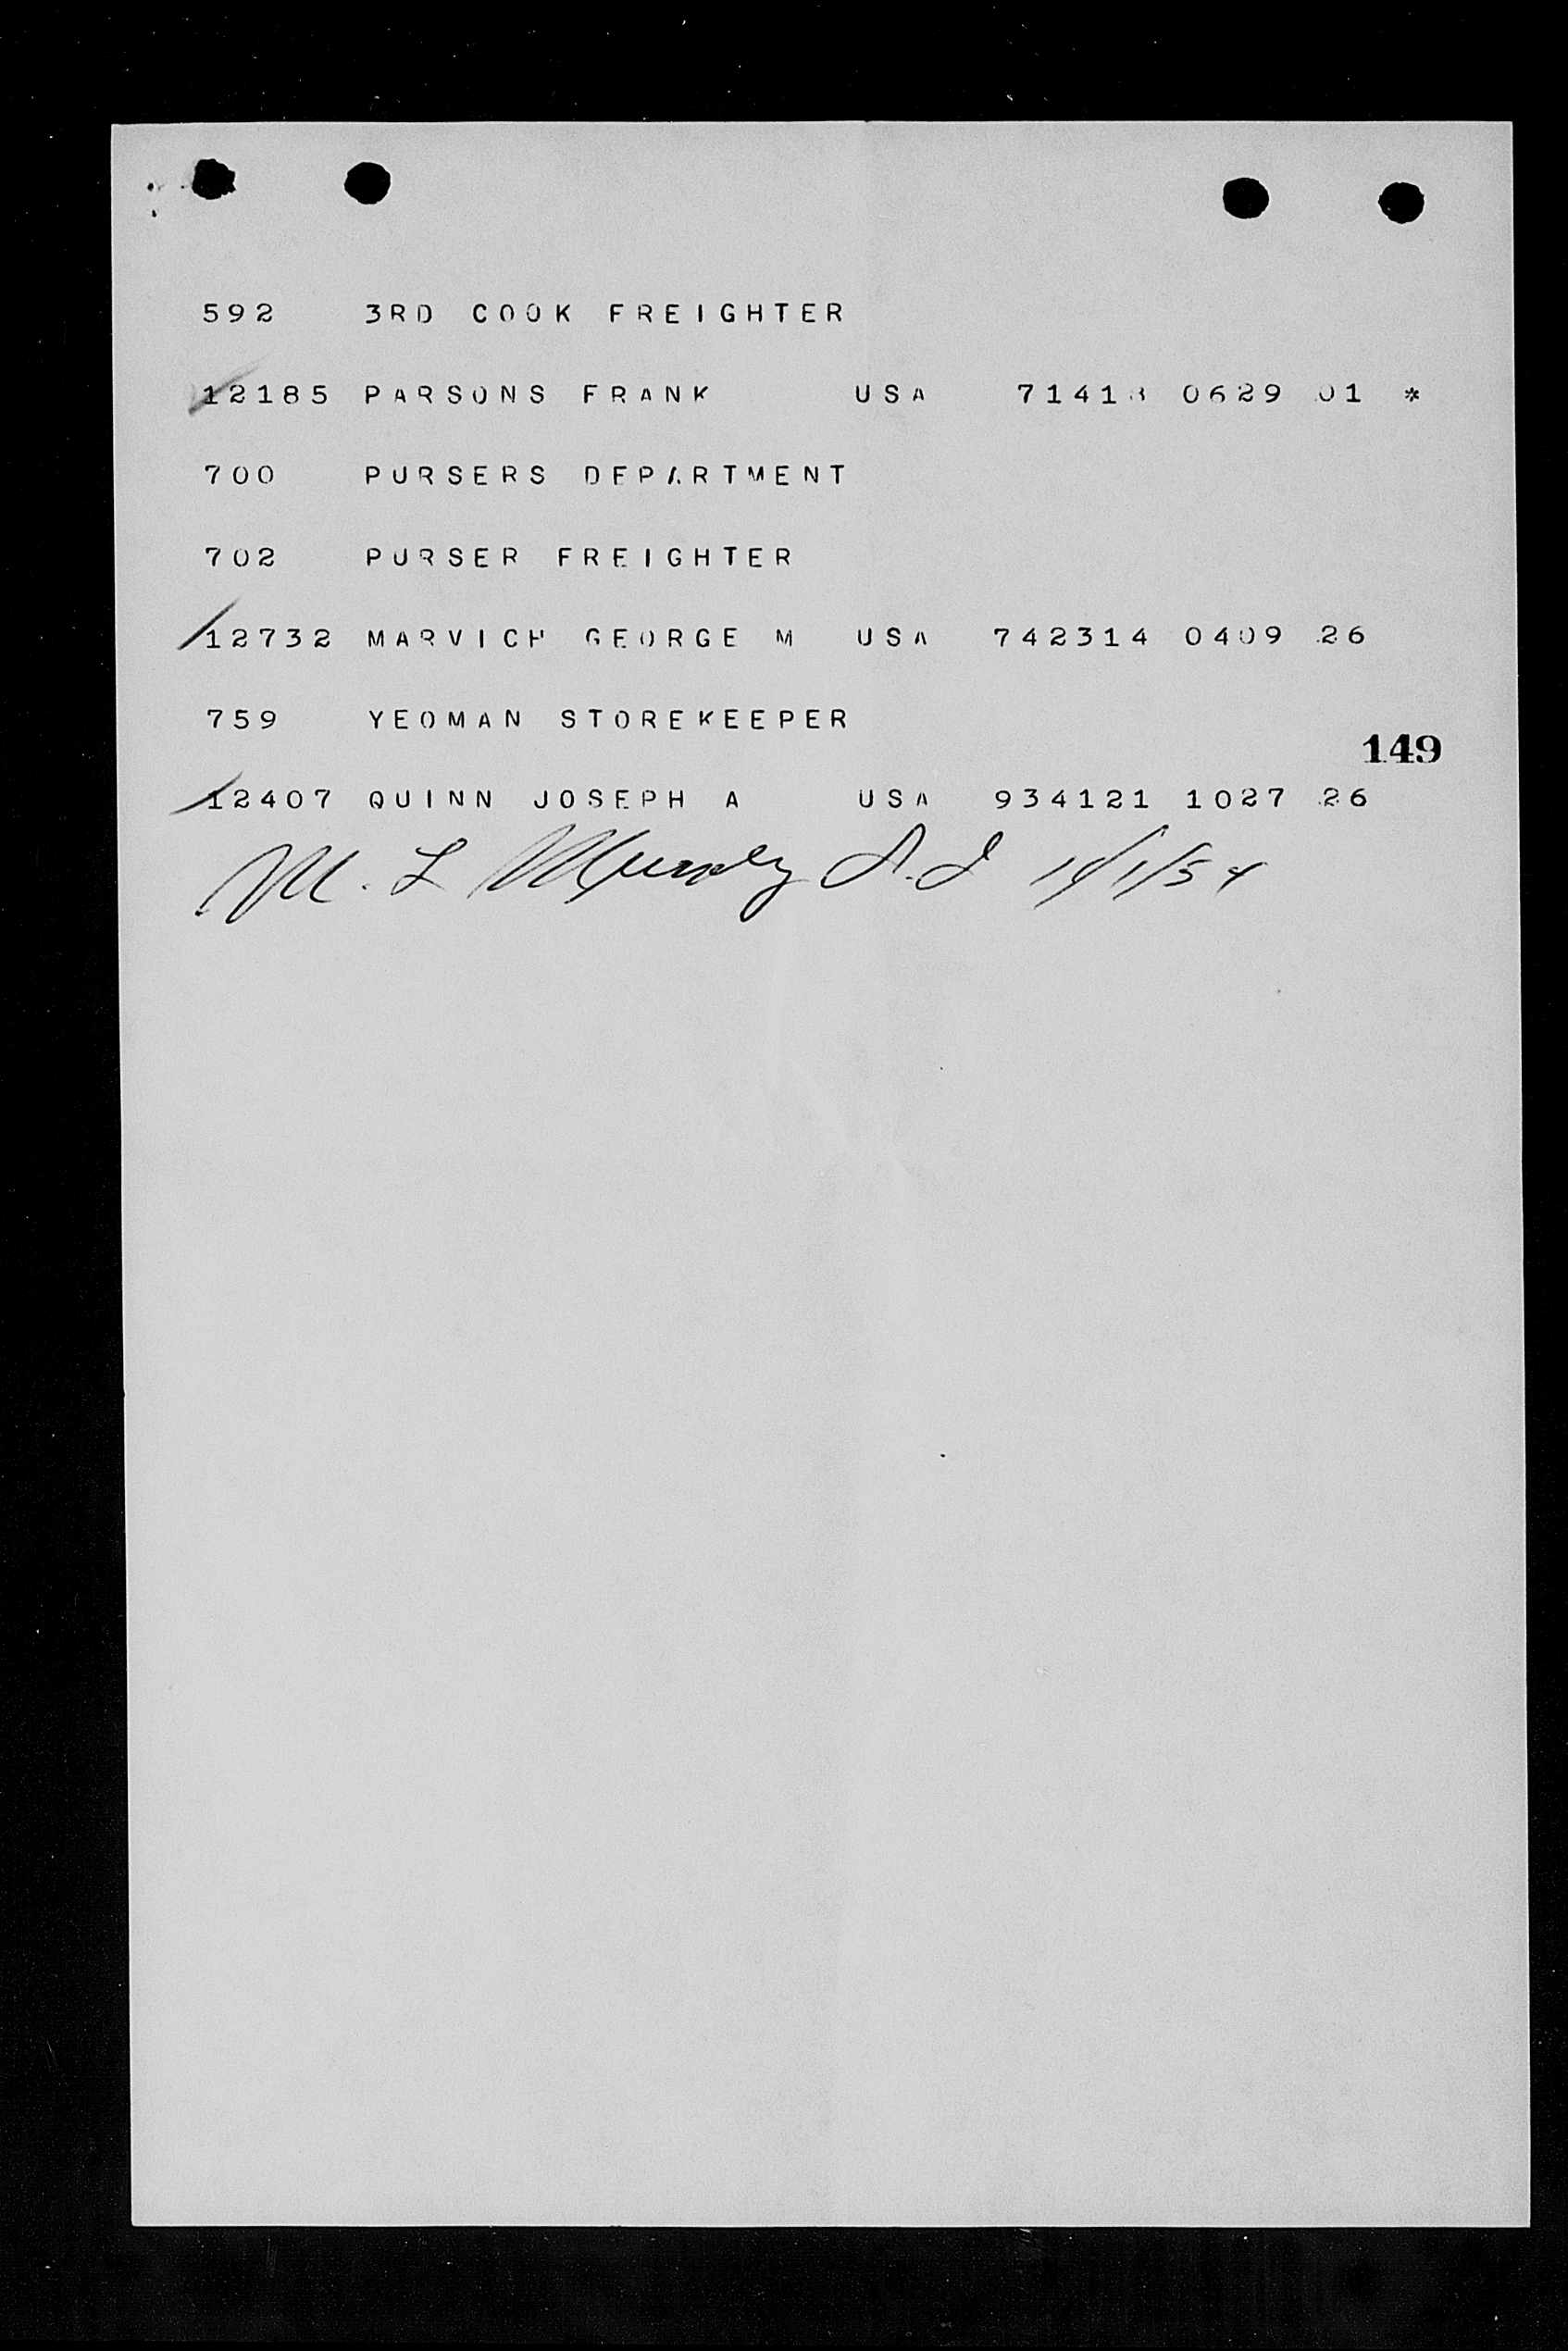 592 3RD COOK FREIGHTER
12185 PARSONS FRANK USA 71418 0629 01 *
700 PURSERS DEPARTMENT
702 PURSER FREIGHTER
12732 MARVICH GEORGE M USA 742314 0409 26
759 YEOMAN STOREKEEPER
149
12407 QUINN JOSEPH A USA 934121 1027 26
M. L